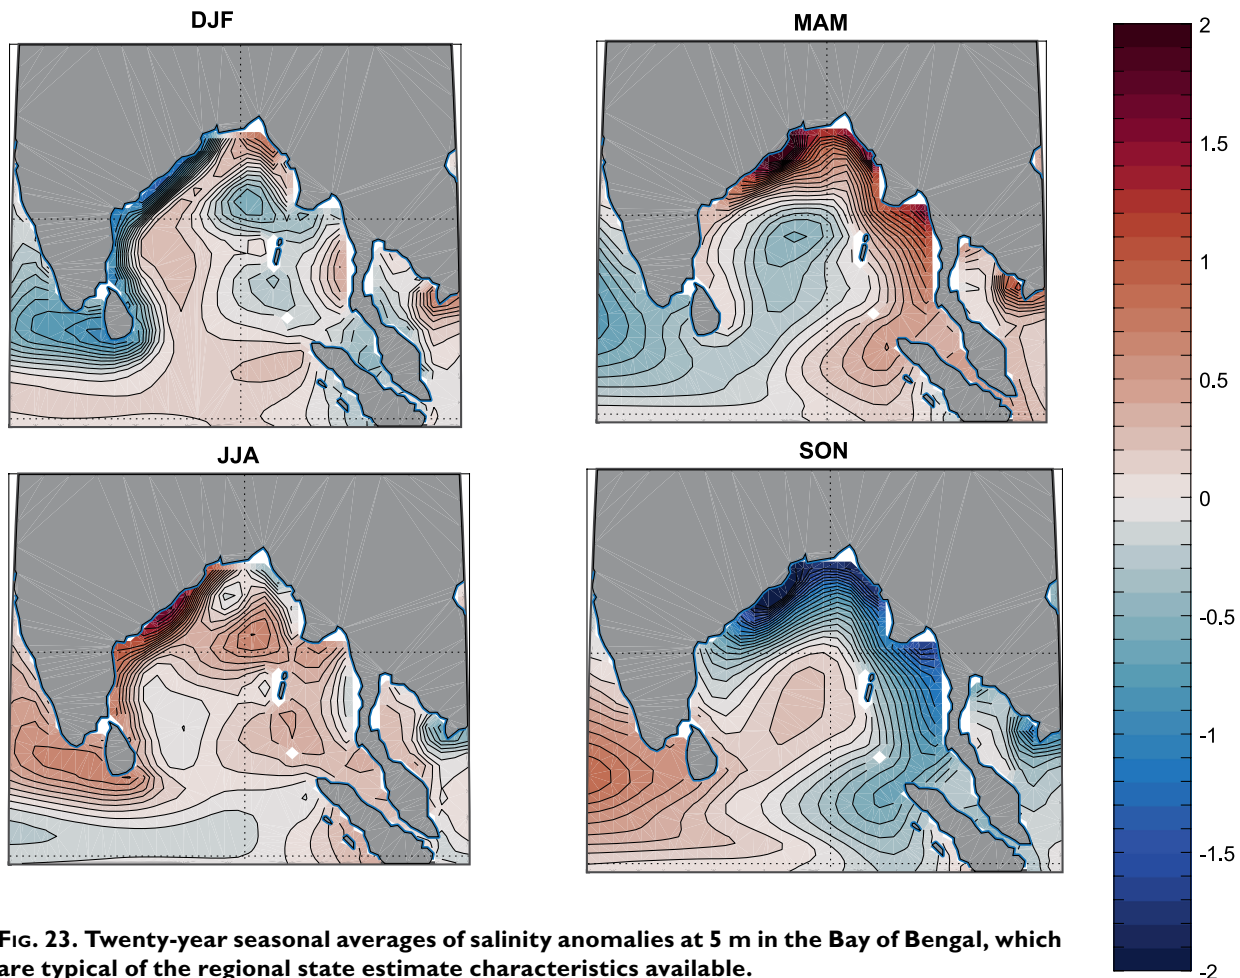 DJF
MAM
JJA
SON
2
1.5
1
0.5
0
-0.5
-1
-1.5
-2
FIG. 23. Twenty-year seasonal averages of salinity anomalies at 5 m in the Bay of Bengal, which
are typical of the regional state estimate characteristics available.